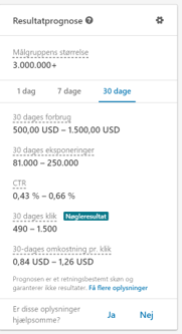 Resultatprognose
Målgruppens størrelse
3.000.000+
1 dag 7 dage 30 dage
30 dages forbrug
500,00 USD – 1.500,00 USD
30 dages eksponeringer
81.000 – 250.000
CTR
0,43 % – 0,66 %
30 dages klik Nøgleresultat
490 – 1.500
30-dages omkostning pr. klik
0,84 USD – 1,26 USD
Prognosen er et retningsbestemt skøn og
garanterer ikke resultater. Få flere oplysninger
Er disse oplysninger
hjælpsomme?
Ja Nej